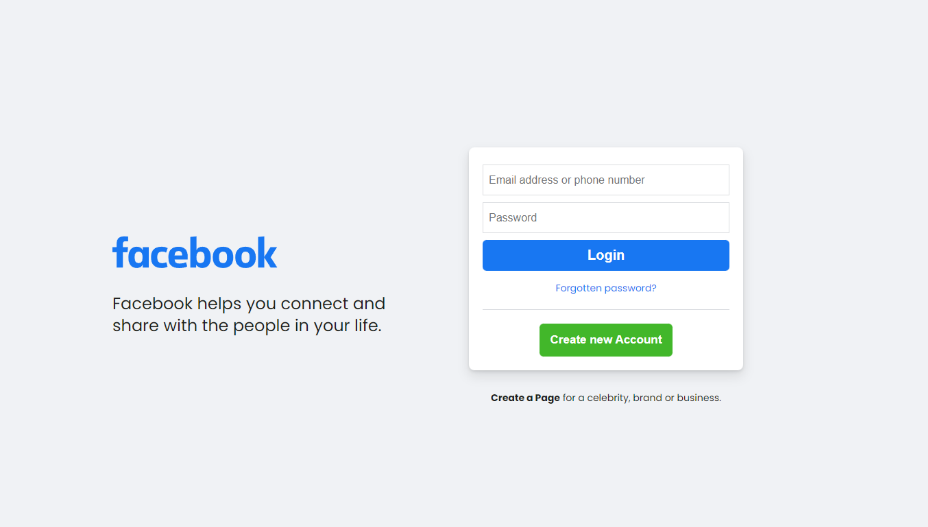 facebook
Facebook helps you connect and
share with the people in your life.
Email address or phone number
Password
Login
Forgotten password?
Create new Account
Create a Page for a celebrity, brand or business.